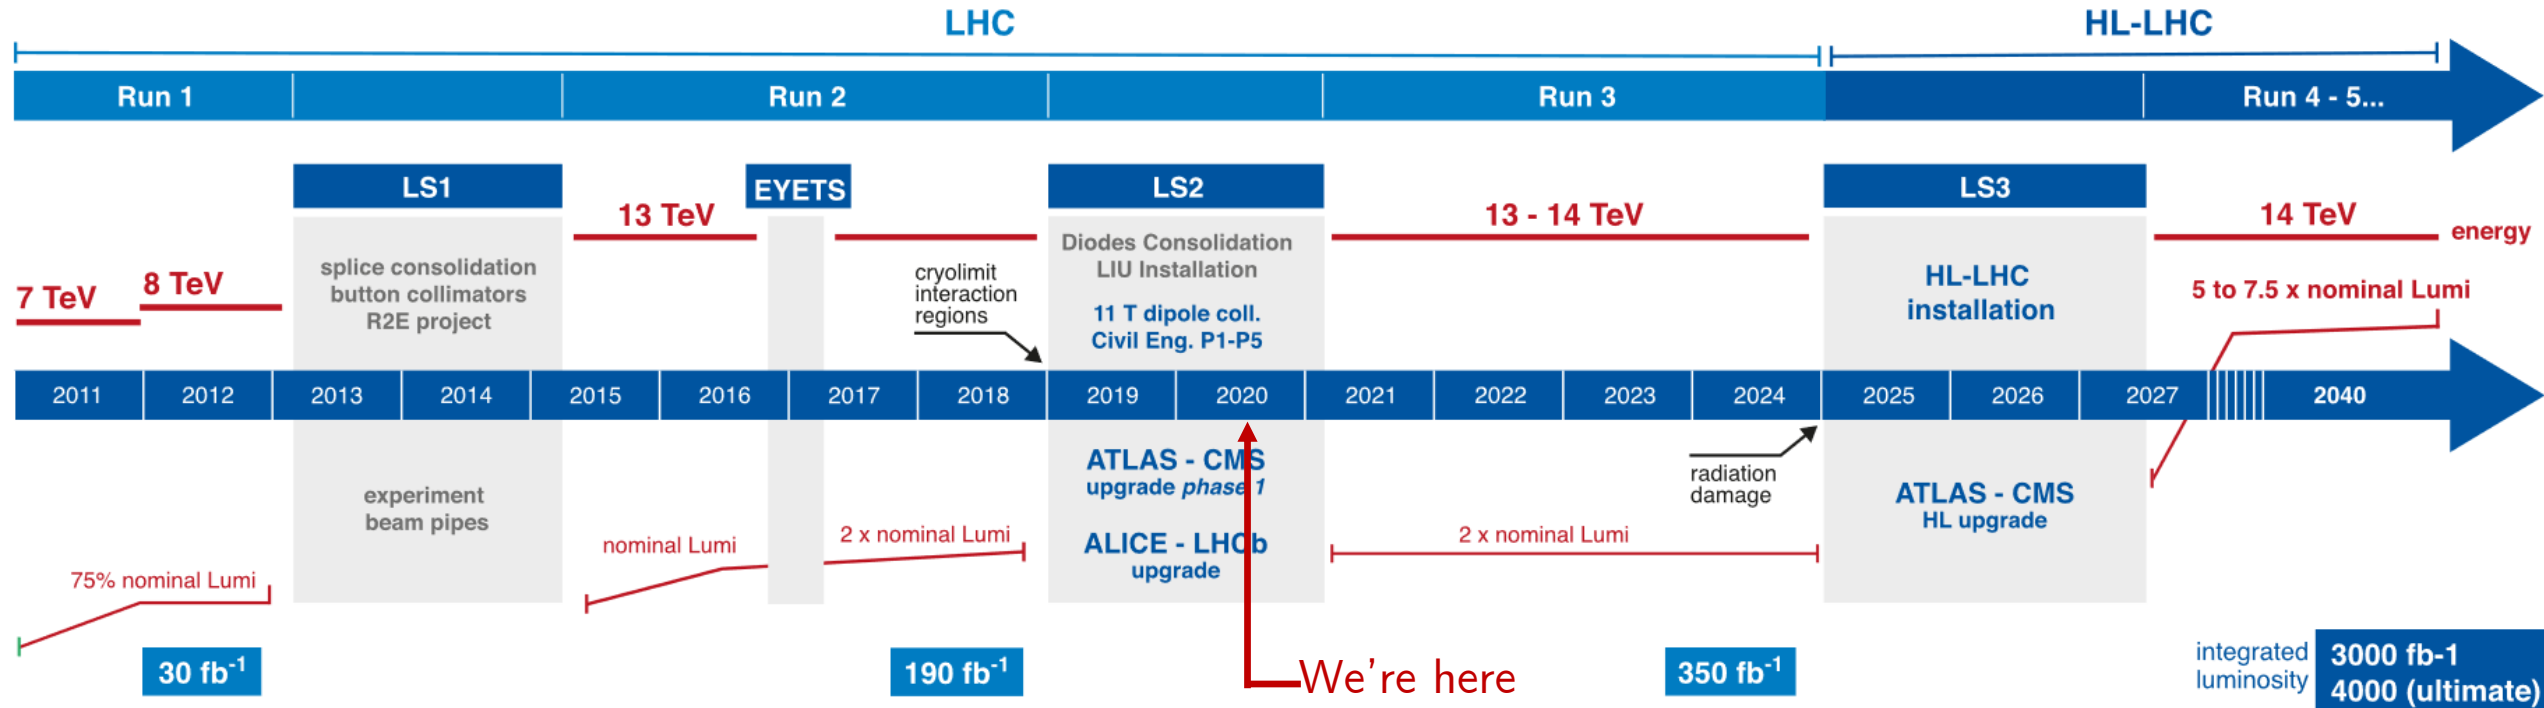 LHC
HL-LHC
Run 1
Run 2
Run 3
Run 4 - 5...
LS1
EYETS
LS2
LS3
13 TeV
13 - 14 TeV
14 TeV
energy
7 TeV
8 TeV
splice consolidation
button collimators
R2E project
cryolimit
interaction
regions
Diodes Consolidation
LIU Installation
11 T dipole coll.
Civil Eng. P1-P5
HL-LHC
installation
5 to 7.5 x nominal Lumi
2011
2012
2013
2014
2015
2016
2017
2018
2019
2020
2021
2022
2023
2024
2025
2026
2027
2040
experiment
beam pipes
ATLAS - CMS
upgrade phase 1
ALICE - LHCb
upgrade
radiation
damage
ATLAS - CMS
HL upgrade
75% nominal Lumi
nominal Lumi
2 x nominal Lumi
2 x nominal Lumi
30 fb⁻¹
190 fb⁻¹
We're here
350 fb⁻¹
integrated
luminosity
3000 fb-1
4000 (ultimate)